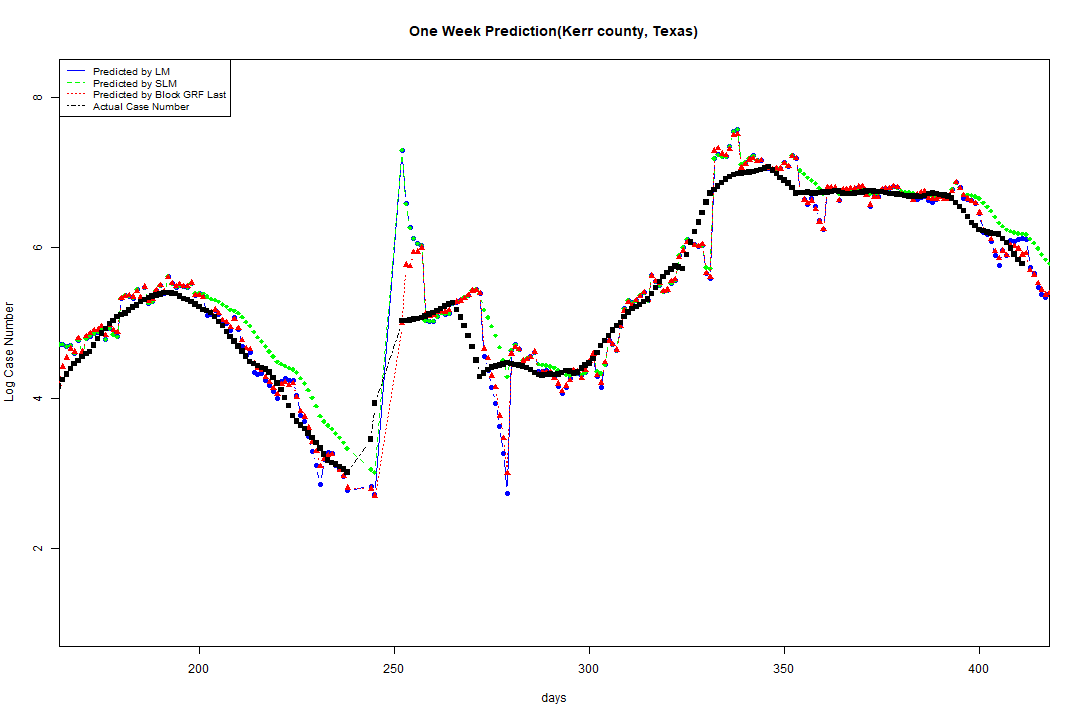 One Week Prediction(Kerr county, Texas)
Predicted by LM
Predicted by SLM
Predicted by Block GRF Last
Actual Case Number
8
6
4
2
Log Case Number
200 250 300 350 400
days